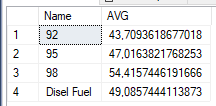 Name AVG
1 92 43,7093618677018
2 95 47,0163821768253
3 98 54,4157446191666
4 Disel Fuel 49,0857444113873